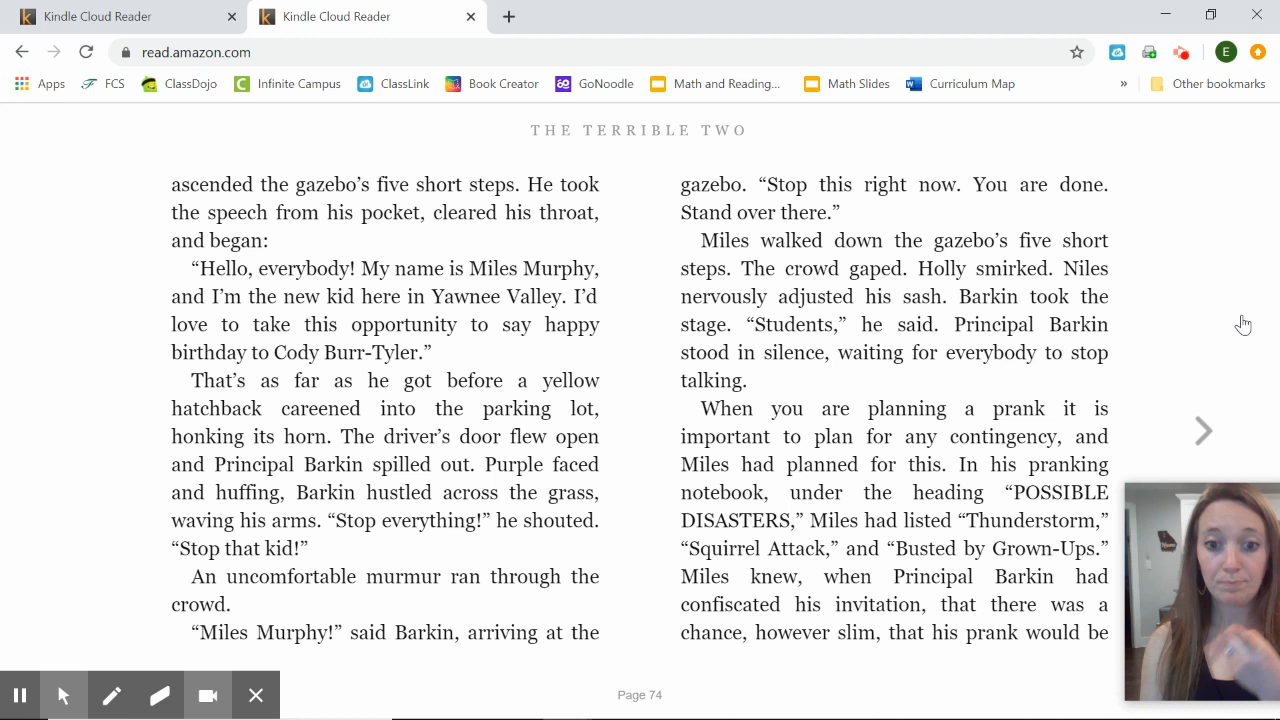 Kindle Cloud Reader
Kindle Cloud Reader
read.amazon.com
E
Apps
FCS
ClassDojo
Infinite Campus
ClassLink
Book Creator
GoNoodle
Math and Reading...
Math Slides
Curriculum Map
»
Other bookmarks
THE TERRIBLE TWO
ascended the gazebo’s five short steps. He took
the speech from his pocket, cleared his throat,
and began:
“Hello, everybody! My name is Miles Murphy,
and I’m the new kid here in Yawnee Valley. I’d
love to take this opportunity to say happy
birthday to Cody Burr-Tyler.”
That’s as far as he got before a yellow
hatchback careened into the parking lot,
honking its horn. The driver’s door flew open
and Principal Barkin spilled out. Purple faced
and huffing, Barkin hustled across the grass,
waving his arms. “Stop everything!” he shouted.
“Stop that kid!”
An uncomfortable murmur ran through the
crowd.
“Miles Murphy!” said Barkin, arriving at the
gazebo. “Stop this right now. You are done.
Stand over there.”
Miles walked down the gazebo’s five short
steps. The crowd gaped. Holly smirked. Niles
nervously adjusted his sash. Barkin took the
stage. “Students,” he said. Principal Barkin
stood in silence, waiting for everybody to stop
talking.
When you are planning a prank it is
important to plan for any contingency, and
Miles had planned for this. In his pranking
notebook, under the heading “POSSIBLE
DISASTERS,” Miles had listed “Thunderstorm,”
“Squirrel Attack,” and “Busted by Grown-Ups.”
Miles knew, when Principal Barkin had
confiscated his invitation, that there was a
chance, however slim, that his prank would be
Page 74